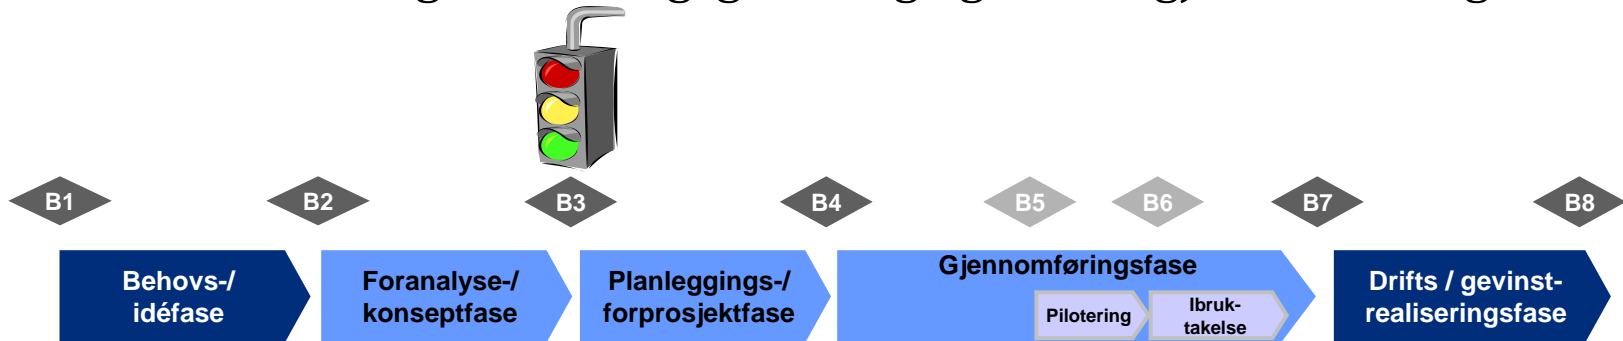 B1
B2
B3
B4
B5
B6
B7
B8
Behovs-/
idéfase
Foranalyse-/
konseptfase
Planleggings-/
forprosjektfase
Gjennomføringsfase
Pilotering
Ibruk-
takelse
Drifts / gevinst-
realiseringsfase